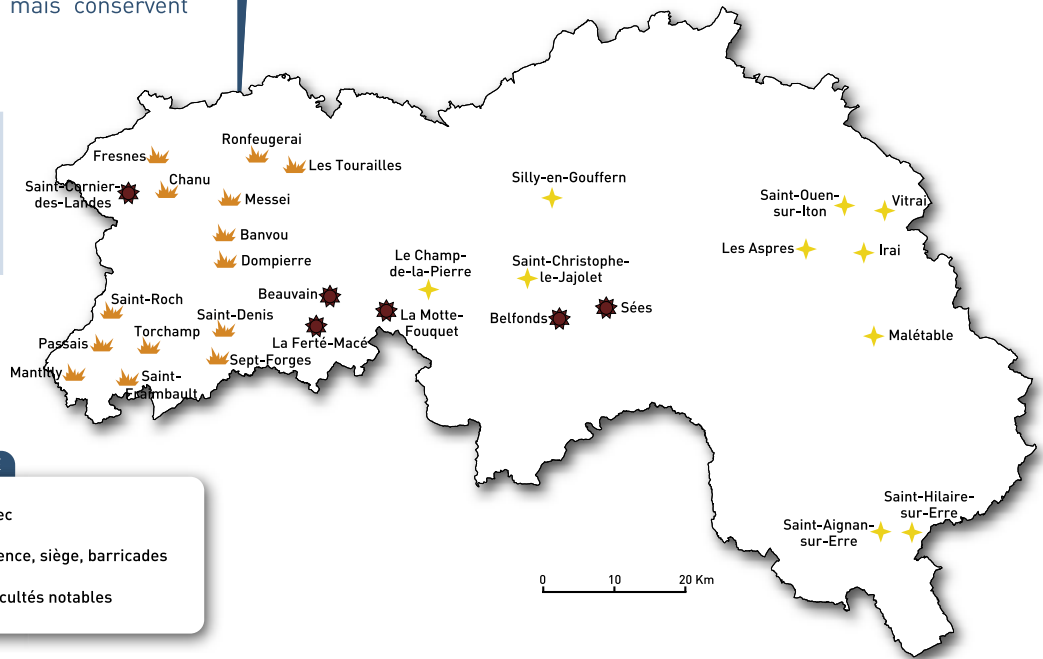 mais conservent
Ronfeugerai
Fresnes
Les Tourailles
Chanu
Saint-Cornier-
des-Landes
Messei
Silly-en-Gouffern
Saint-Ouen-
sur-Iton
Vitrai
Banvou
Les Aspres
Irai
Dompierre
Le Champ-
de-la-Pierre
Saint-Christophe-
le-Jajolet
Beauvain
Saint-Roch
Saint-Denis
La Motte-
Fouquet
Belfonds
Sées
Passais
Torchamp
La Ferté-Macé
Malétable
Sept-Forges
Mantilly
Saint-
Fraimbault
Saint-Hilaire-
sur-Erre
Saint-Aignan-
sur-Erre
ec
ence, siège, barricades
cultés notables
0 10 20 Km